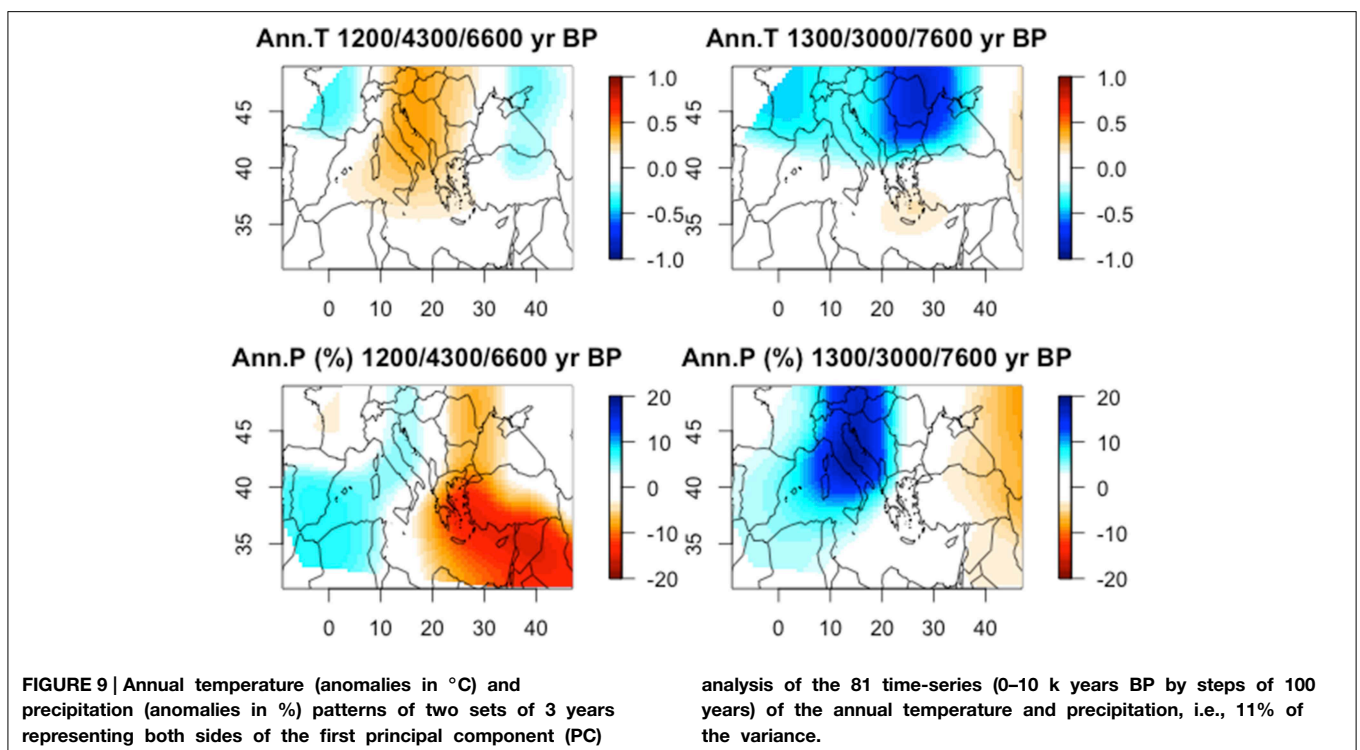 Ann.T 1200/4300/6600 yr BP
45
40
35
0 10 20 30 40
1.0
0.5
0.0
-0.5
-1.0
Ann.T 1300/3000/7600 yr BP
45
40
35
0 10 20 30 40
1.0
0.5
0.0
-0.5
-1.0
Ann.P (%) 1200/4300/6600 yr BP
45
40
35
0 10 20 30 40
20
10
0
-10
-20
Ann.P (%) 1300/3000/7600 yr BP
45
40
35
0 10 20 30 40
20
10
0
-10
-20
FIGURE 9 | Annual temperature (anomalies in °C) and
precipitation (anomalies in %) patterns of two sets of 3 years
representing both sides of the first principal component (PC)
analysis of the 81 time-series (0–10 k years BP by steps of 100
years) of the annual temperature and precipitation, i.e., 11% of
the variance.